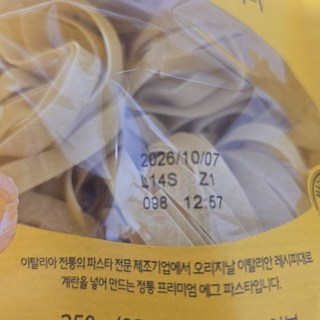 2026/10/07
L14S Z1
098 12:57
이탈리아 전통의 파스타 전문 제조기업에서 오리지날 이탈리안 레시피대로
계란을 넣어 만드는 정통 프리미엄 에그 파스타입니다.